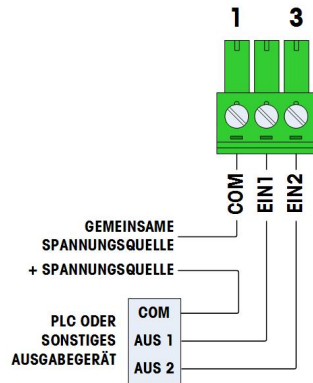 1 3
COM EIN1 EIN2
GEMEINSAME
SPANNUNGSQUELLE
+ SPANNUNGSQUELLE
PLC ODER
SONSTIGES
AUSGABEGERÄT
COM
AUS 1
AUS 2